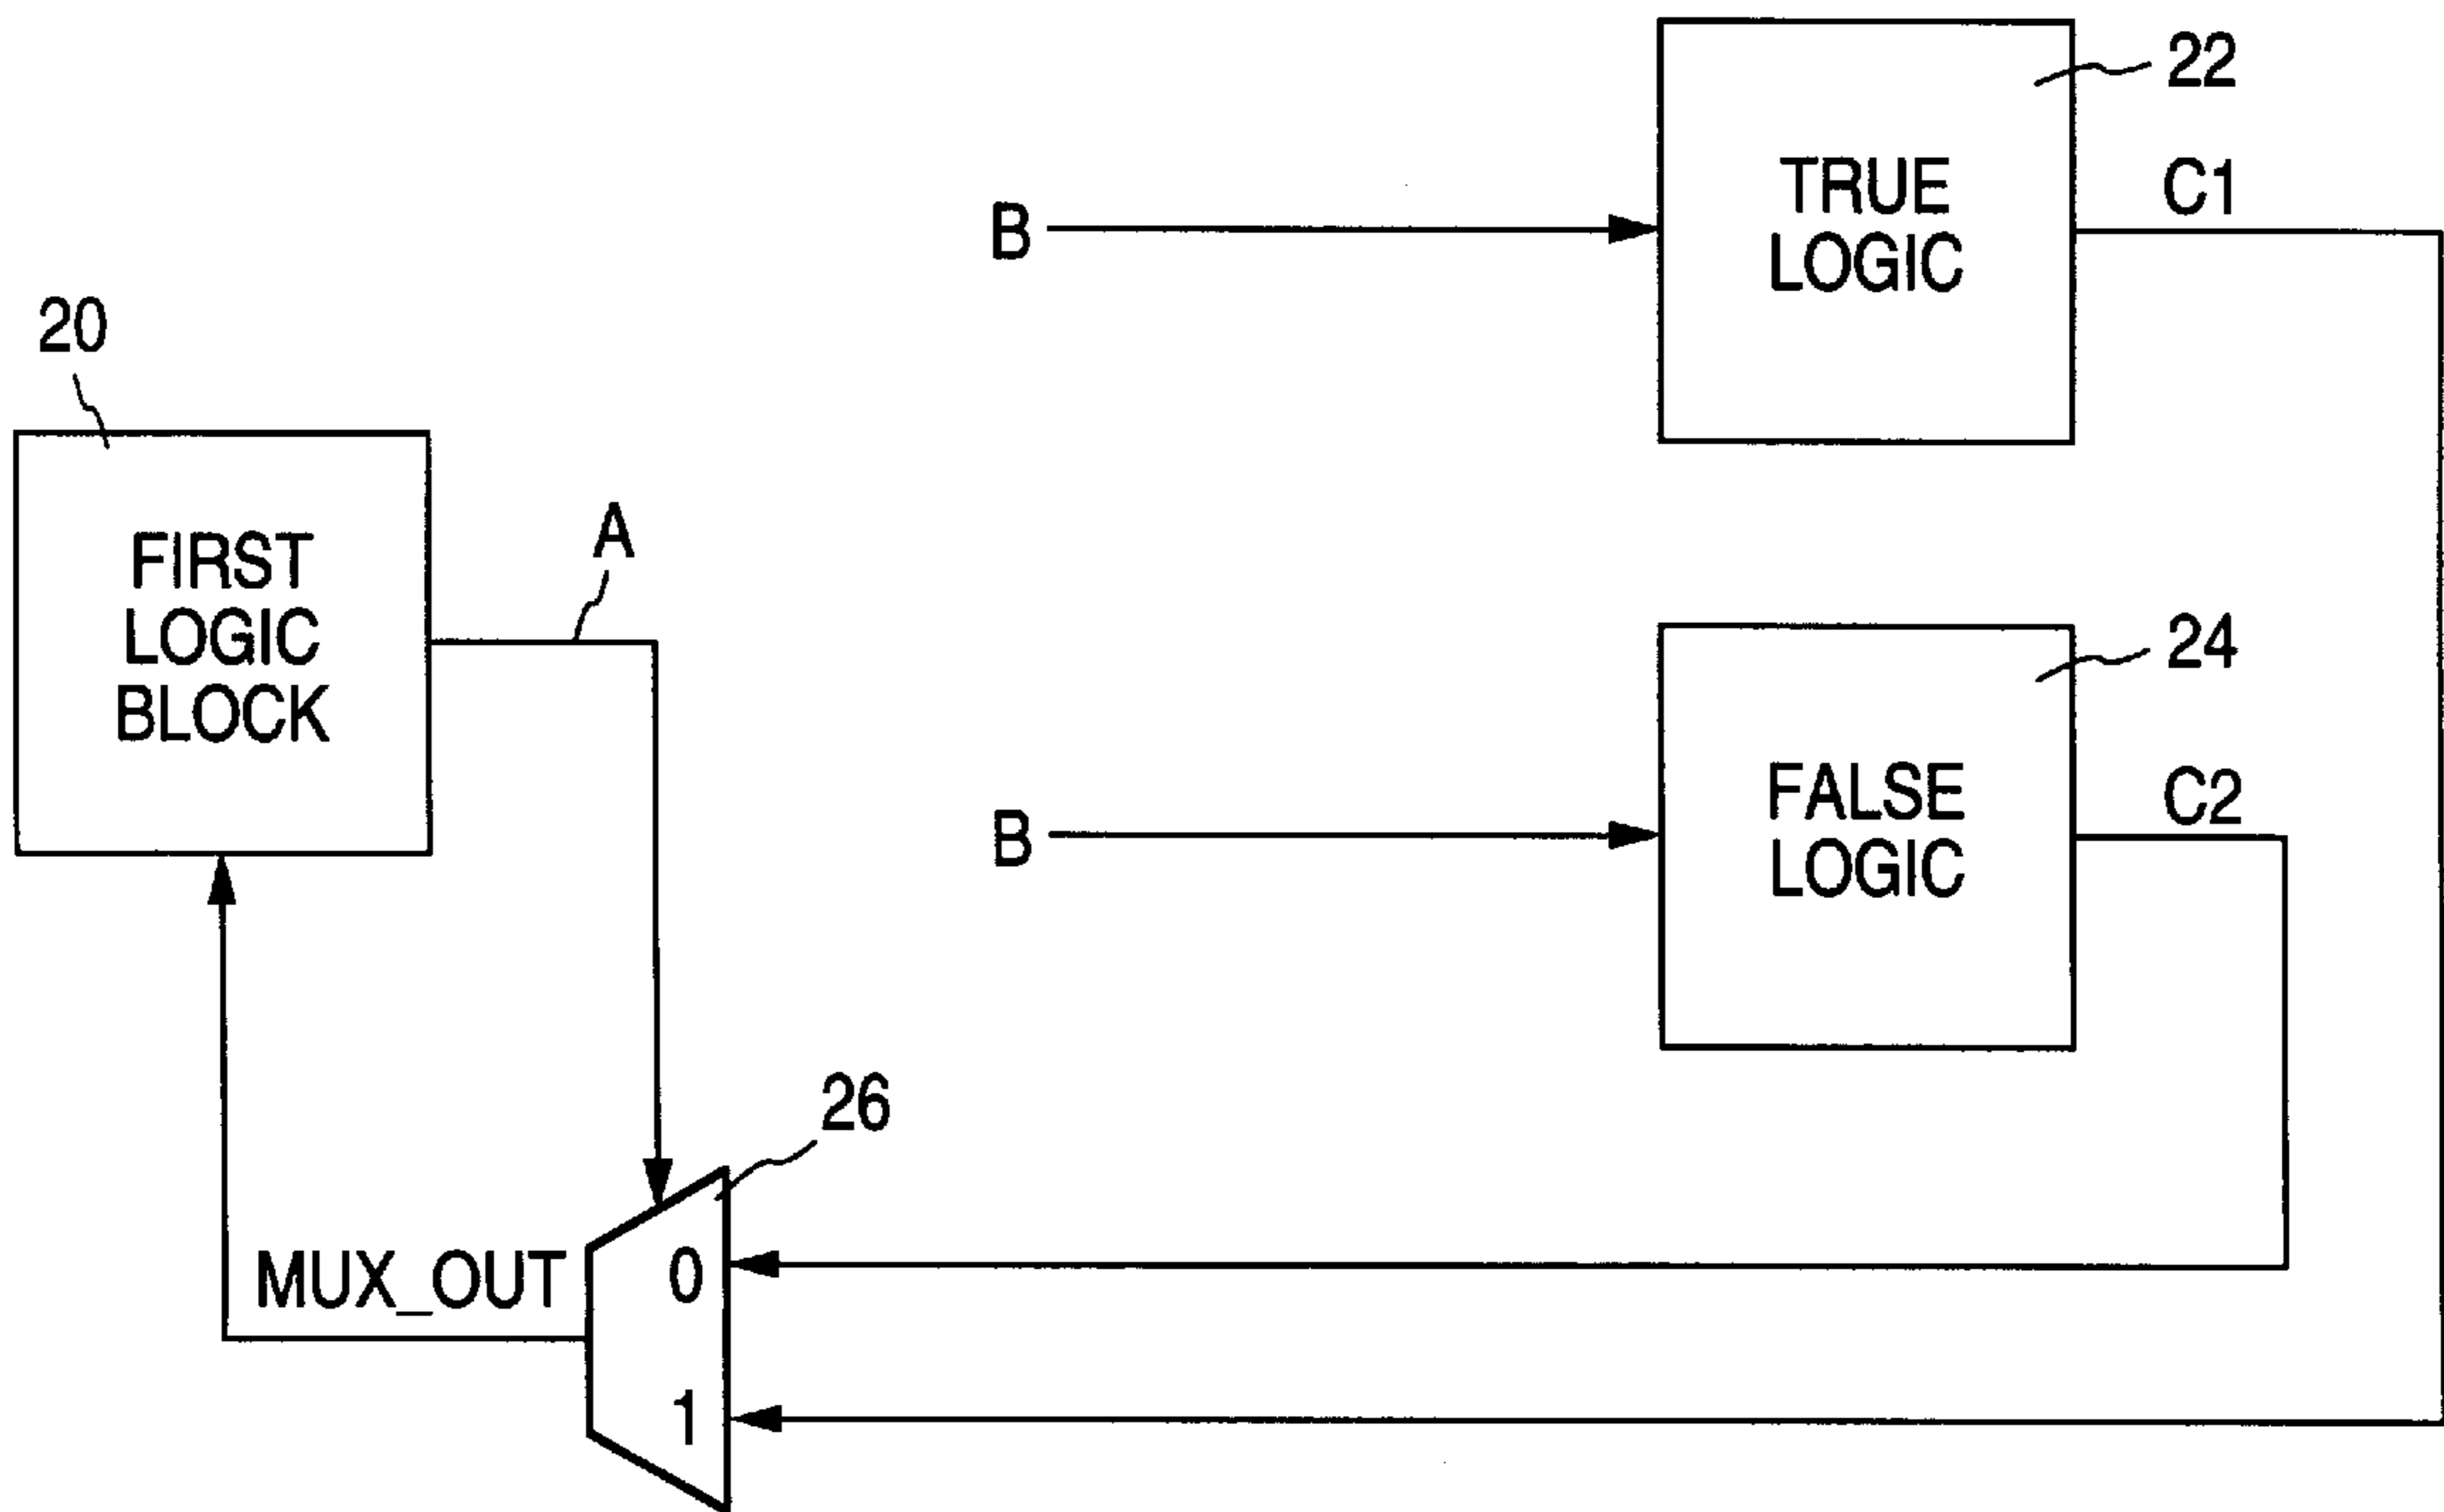 22
B
TRUE
LOGIC
C1
20
FIRST
LOGIC
BLOCK
A
24
B
FALSE
LOGIC
C2
26
MUX_OUT
0
1